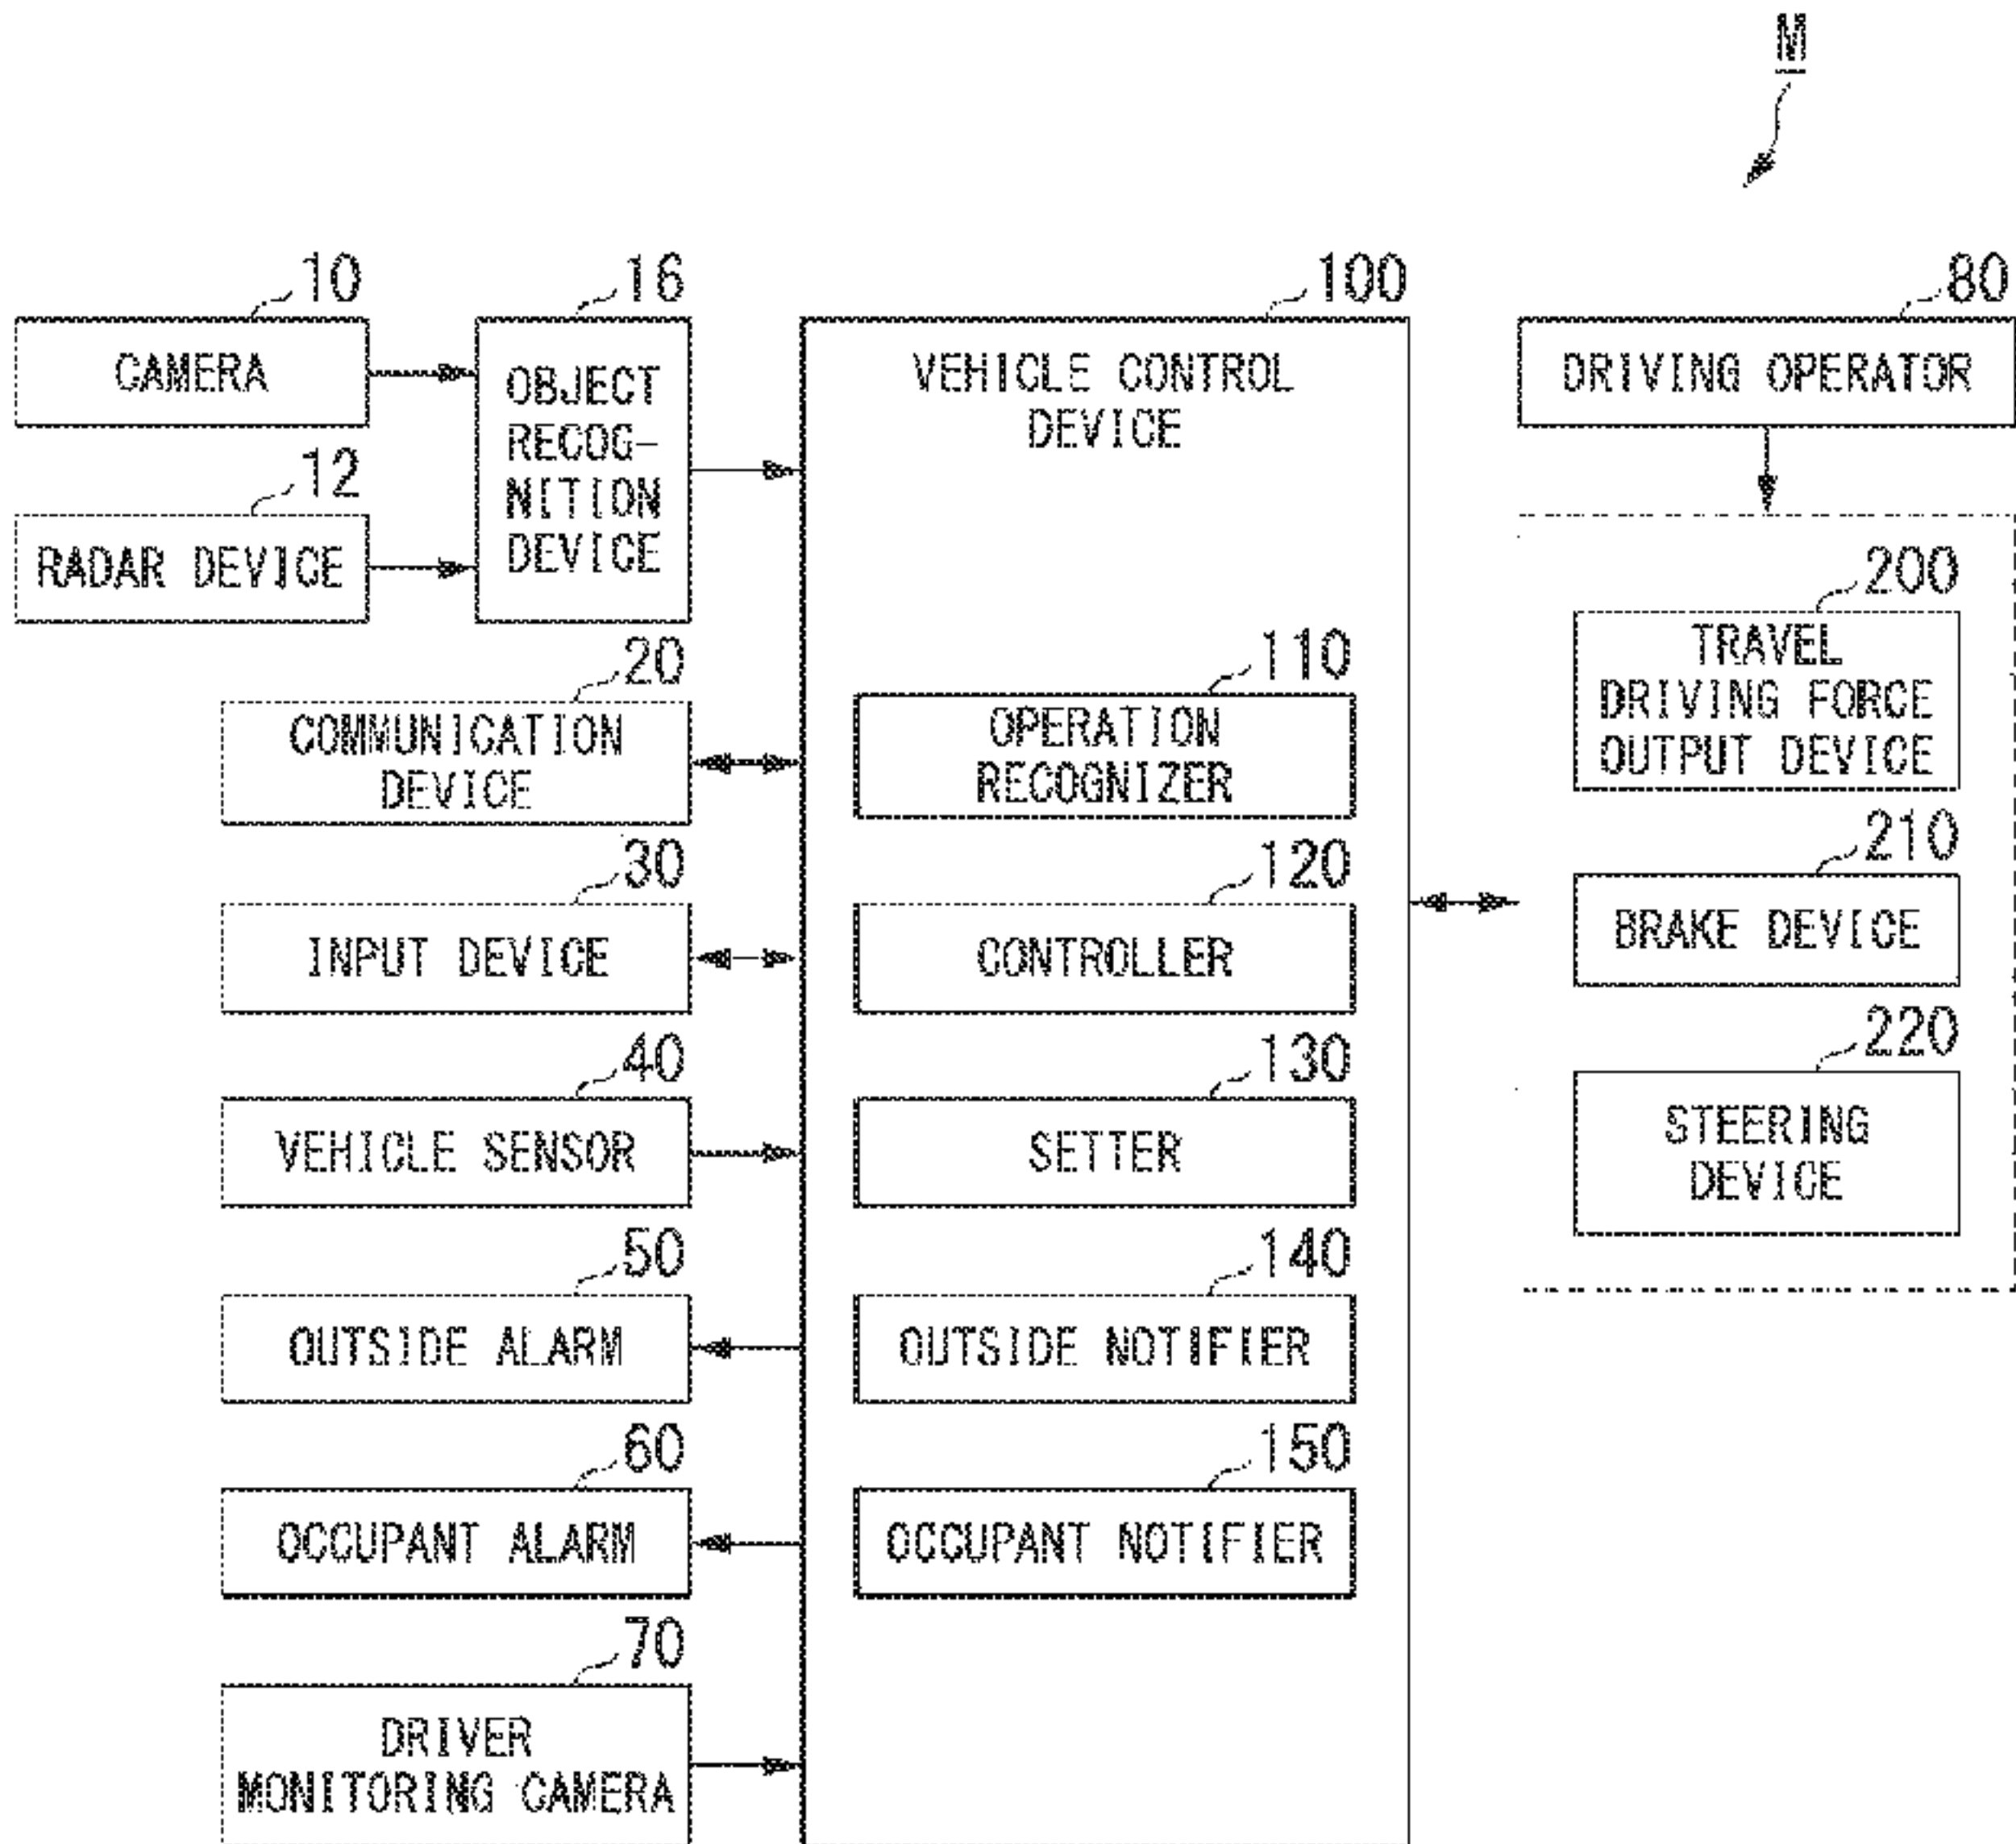 M
10
CAMERA
12
RADAR DEVICE
16
OBJECT
RECOG-
NITION
DEVICE
20
COMMUNICATION
DEVICE
30
INPUT DEVICE
40
VEHICLE SENSOR
50
OUTSIDE ALARM
60
OCCUPANT ALARM
70
DRIVER
MONITORING CAMERA
100
VEHICLE CONTROL
DEVICE
110
OPERATION
RECOGNIZER
120
CONTROLLER
130
SETTER
140
OUTSIDE NOTIFIER
150
OCCUPANT NOTIFIER
80
DRIVING OPERATOR
200
TRAVEL
DRIVING FORCE
OUTPUT DEVICE
210
BRAKE DEVICE
220
STEERING
DEVICE